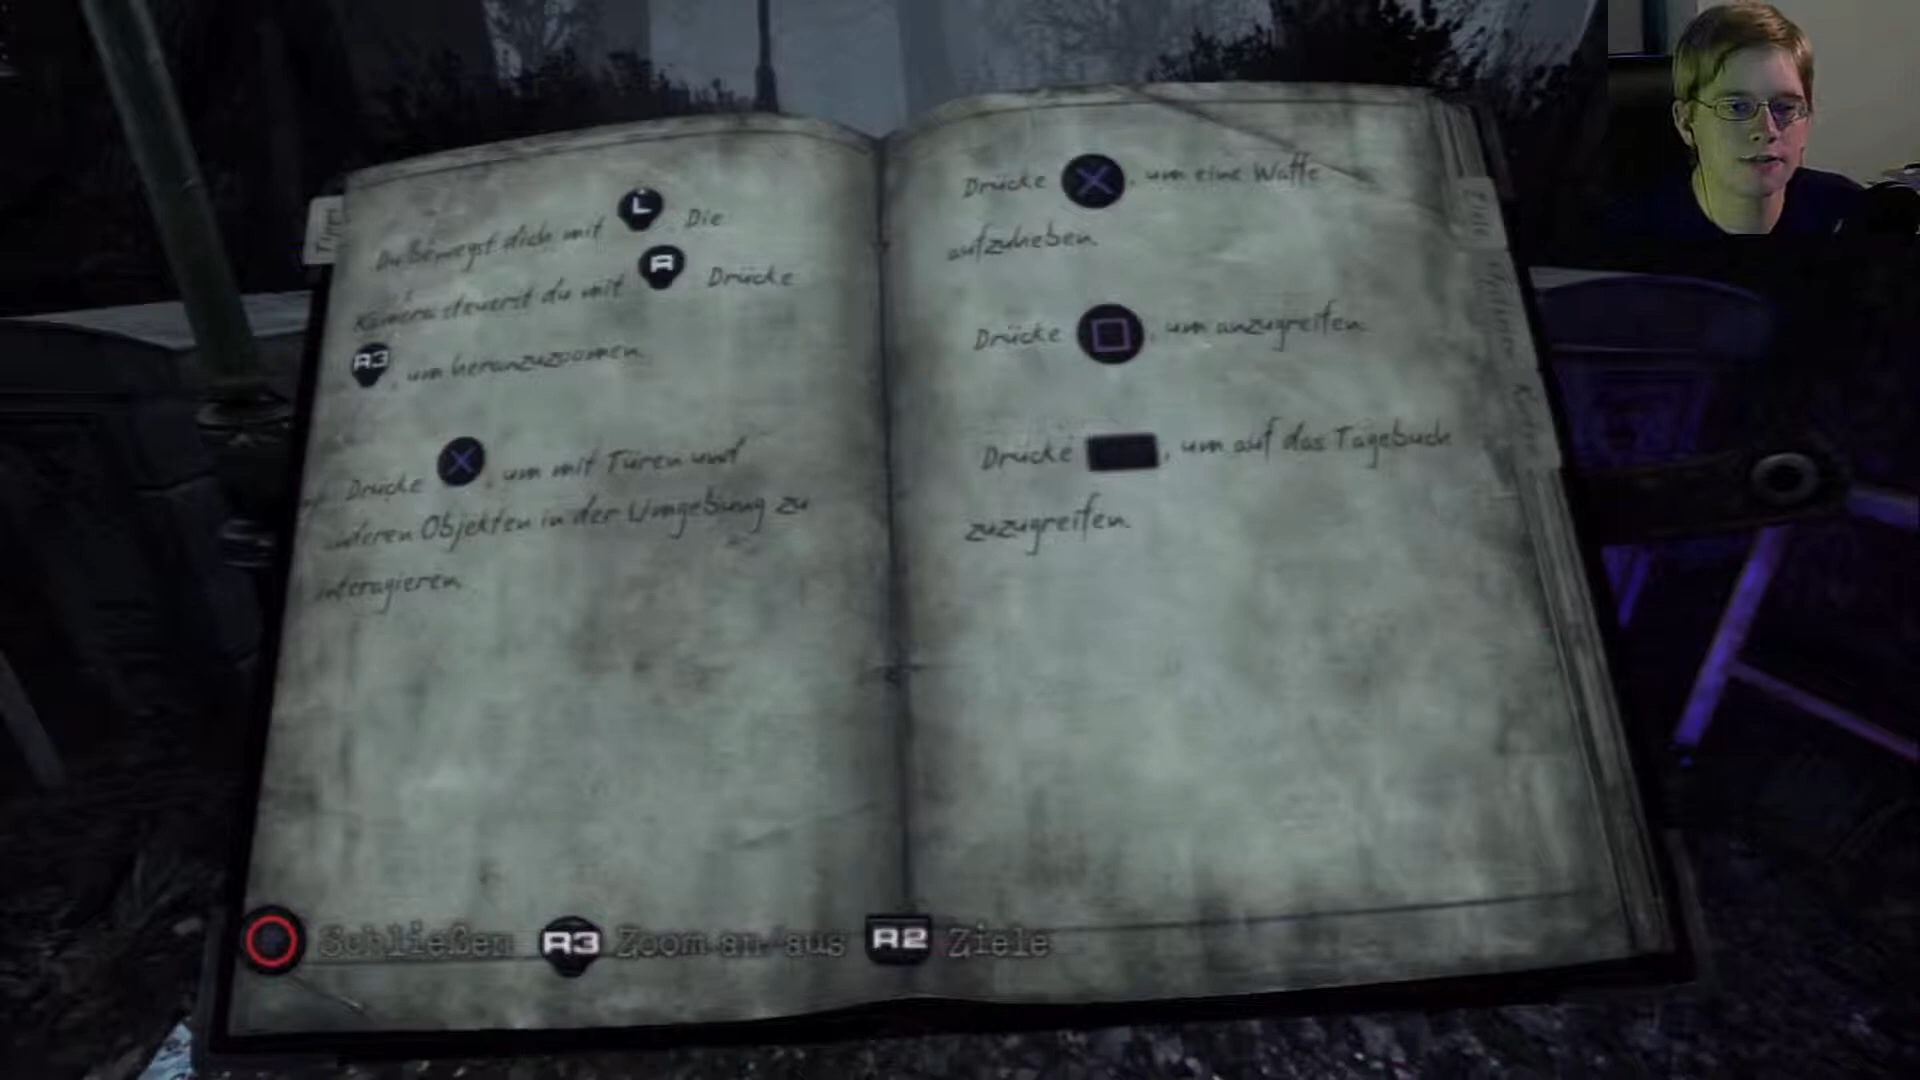 Tipps
Du bewegst dich mit L. Die
Kamera steuerst du mit R. Drücke
R3, um heranzuzoomen.
Drücke X, um mit Türen und
anderen Objekten in der Umgebung zu
interagieren.
Drücke X, um eine Waffe
aufzuheben.
Drücke □, um anzugreifen.
Drücke , um auf das Tagebuch
zuzugreifen.
Ziele
Schließen R3 Zoom an/aus R2 Ziele